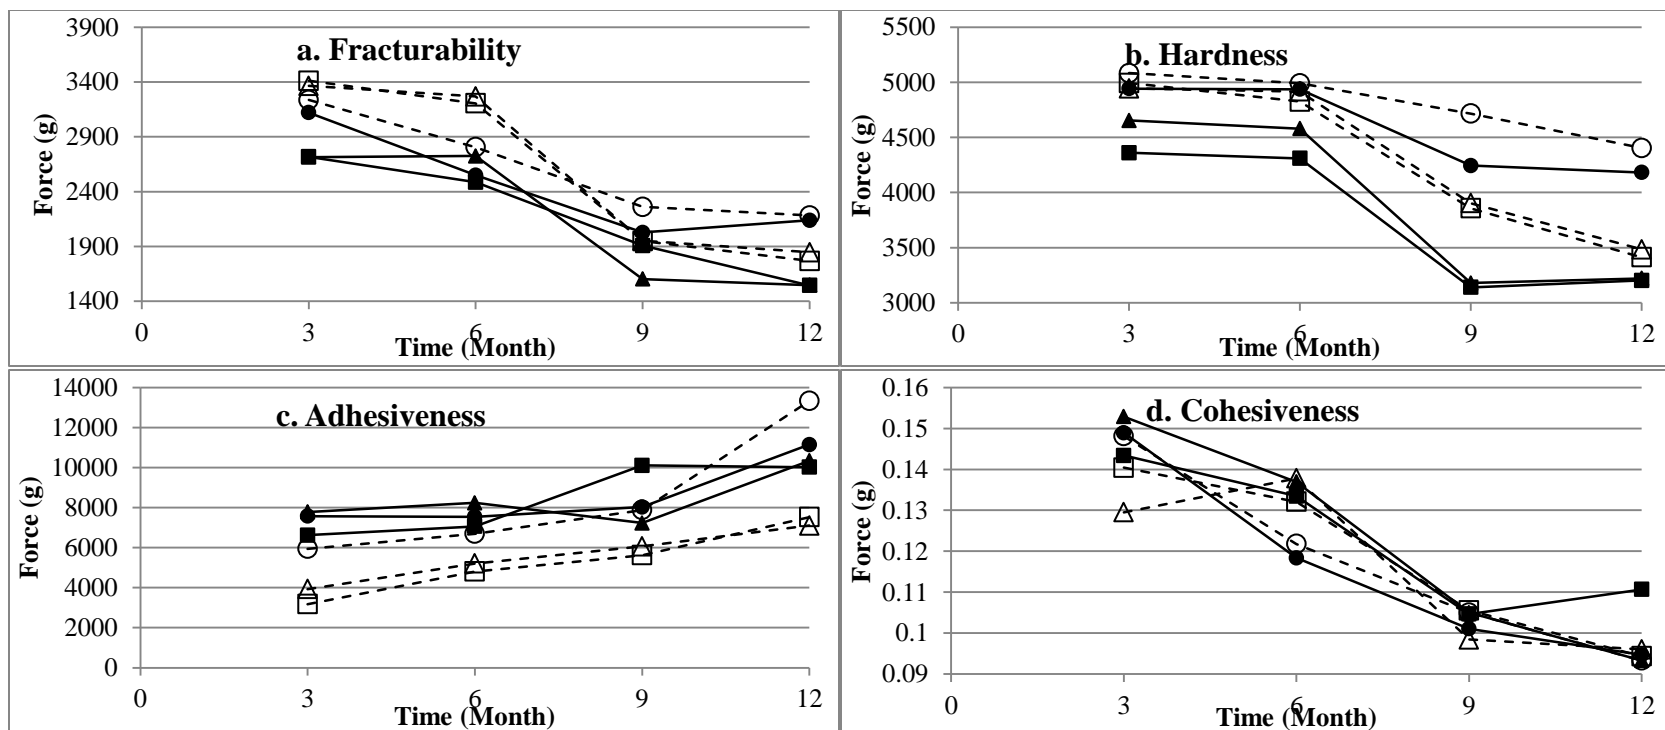 a. Fracturability
3900
3400
2900
2400
1900
1400
Force (g)
0 3 6 9 12
Time (Month)
b. Hardness
5500
5000
4500
4000
3500
3000
Force (g)
0 3 6 9 12
Time (Month)
c. Adhesiveness
14000
12000
10000
8000
6000
4000
2000
0
Force (g)
0 3 6 9 12
Time (Month)
d. Cohesiveness
0.16
0.15
0.14
0.13
0.12
0.11
0.1
0.09
Force (g)
0 3 6 9 12
Time (Month)